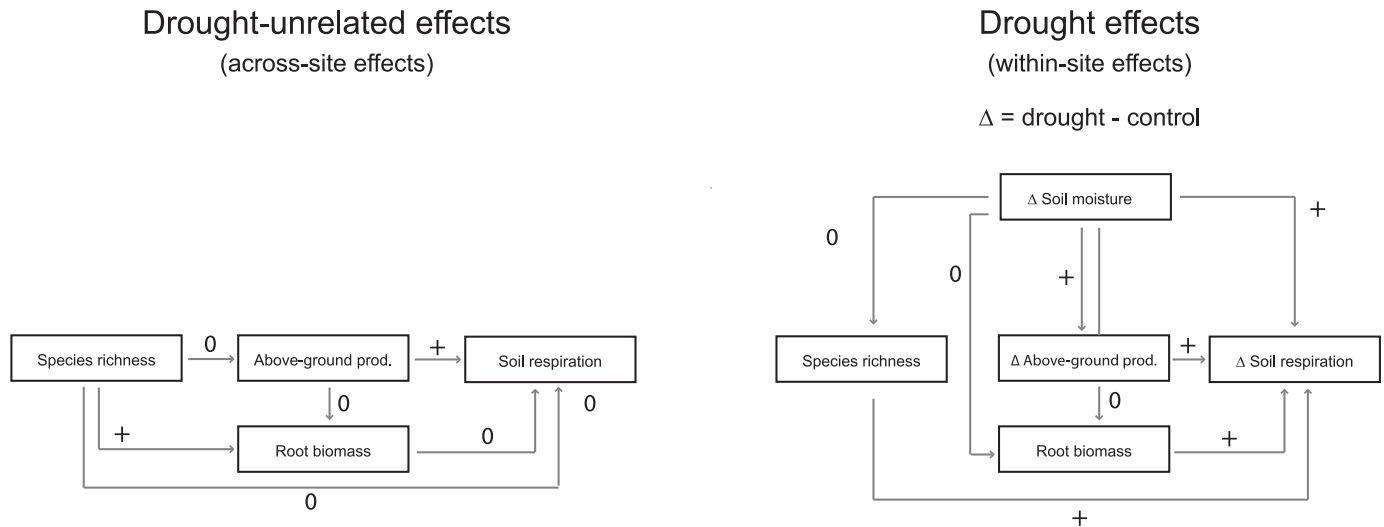 Drought-unrelated effects
(across-site effects)
Species richness
0
Above-ground prod.
+
Soil respiration
0
0
+
Root biomass
0
0
Drought effects
(within-site effects)
Δ = drought - control
Δ Soil moisture
0
0
+
+
Species richness
Δ Above-ground prod.
+
Δ Soil respiration
0
Root biomass
+
+